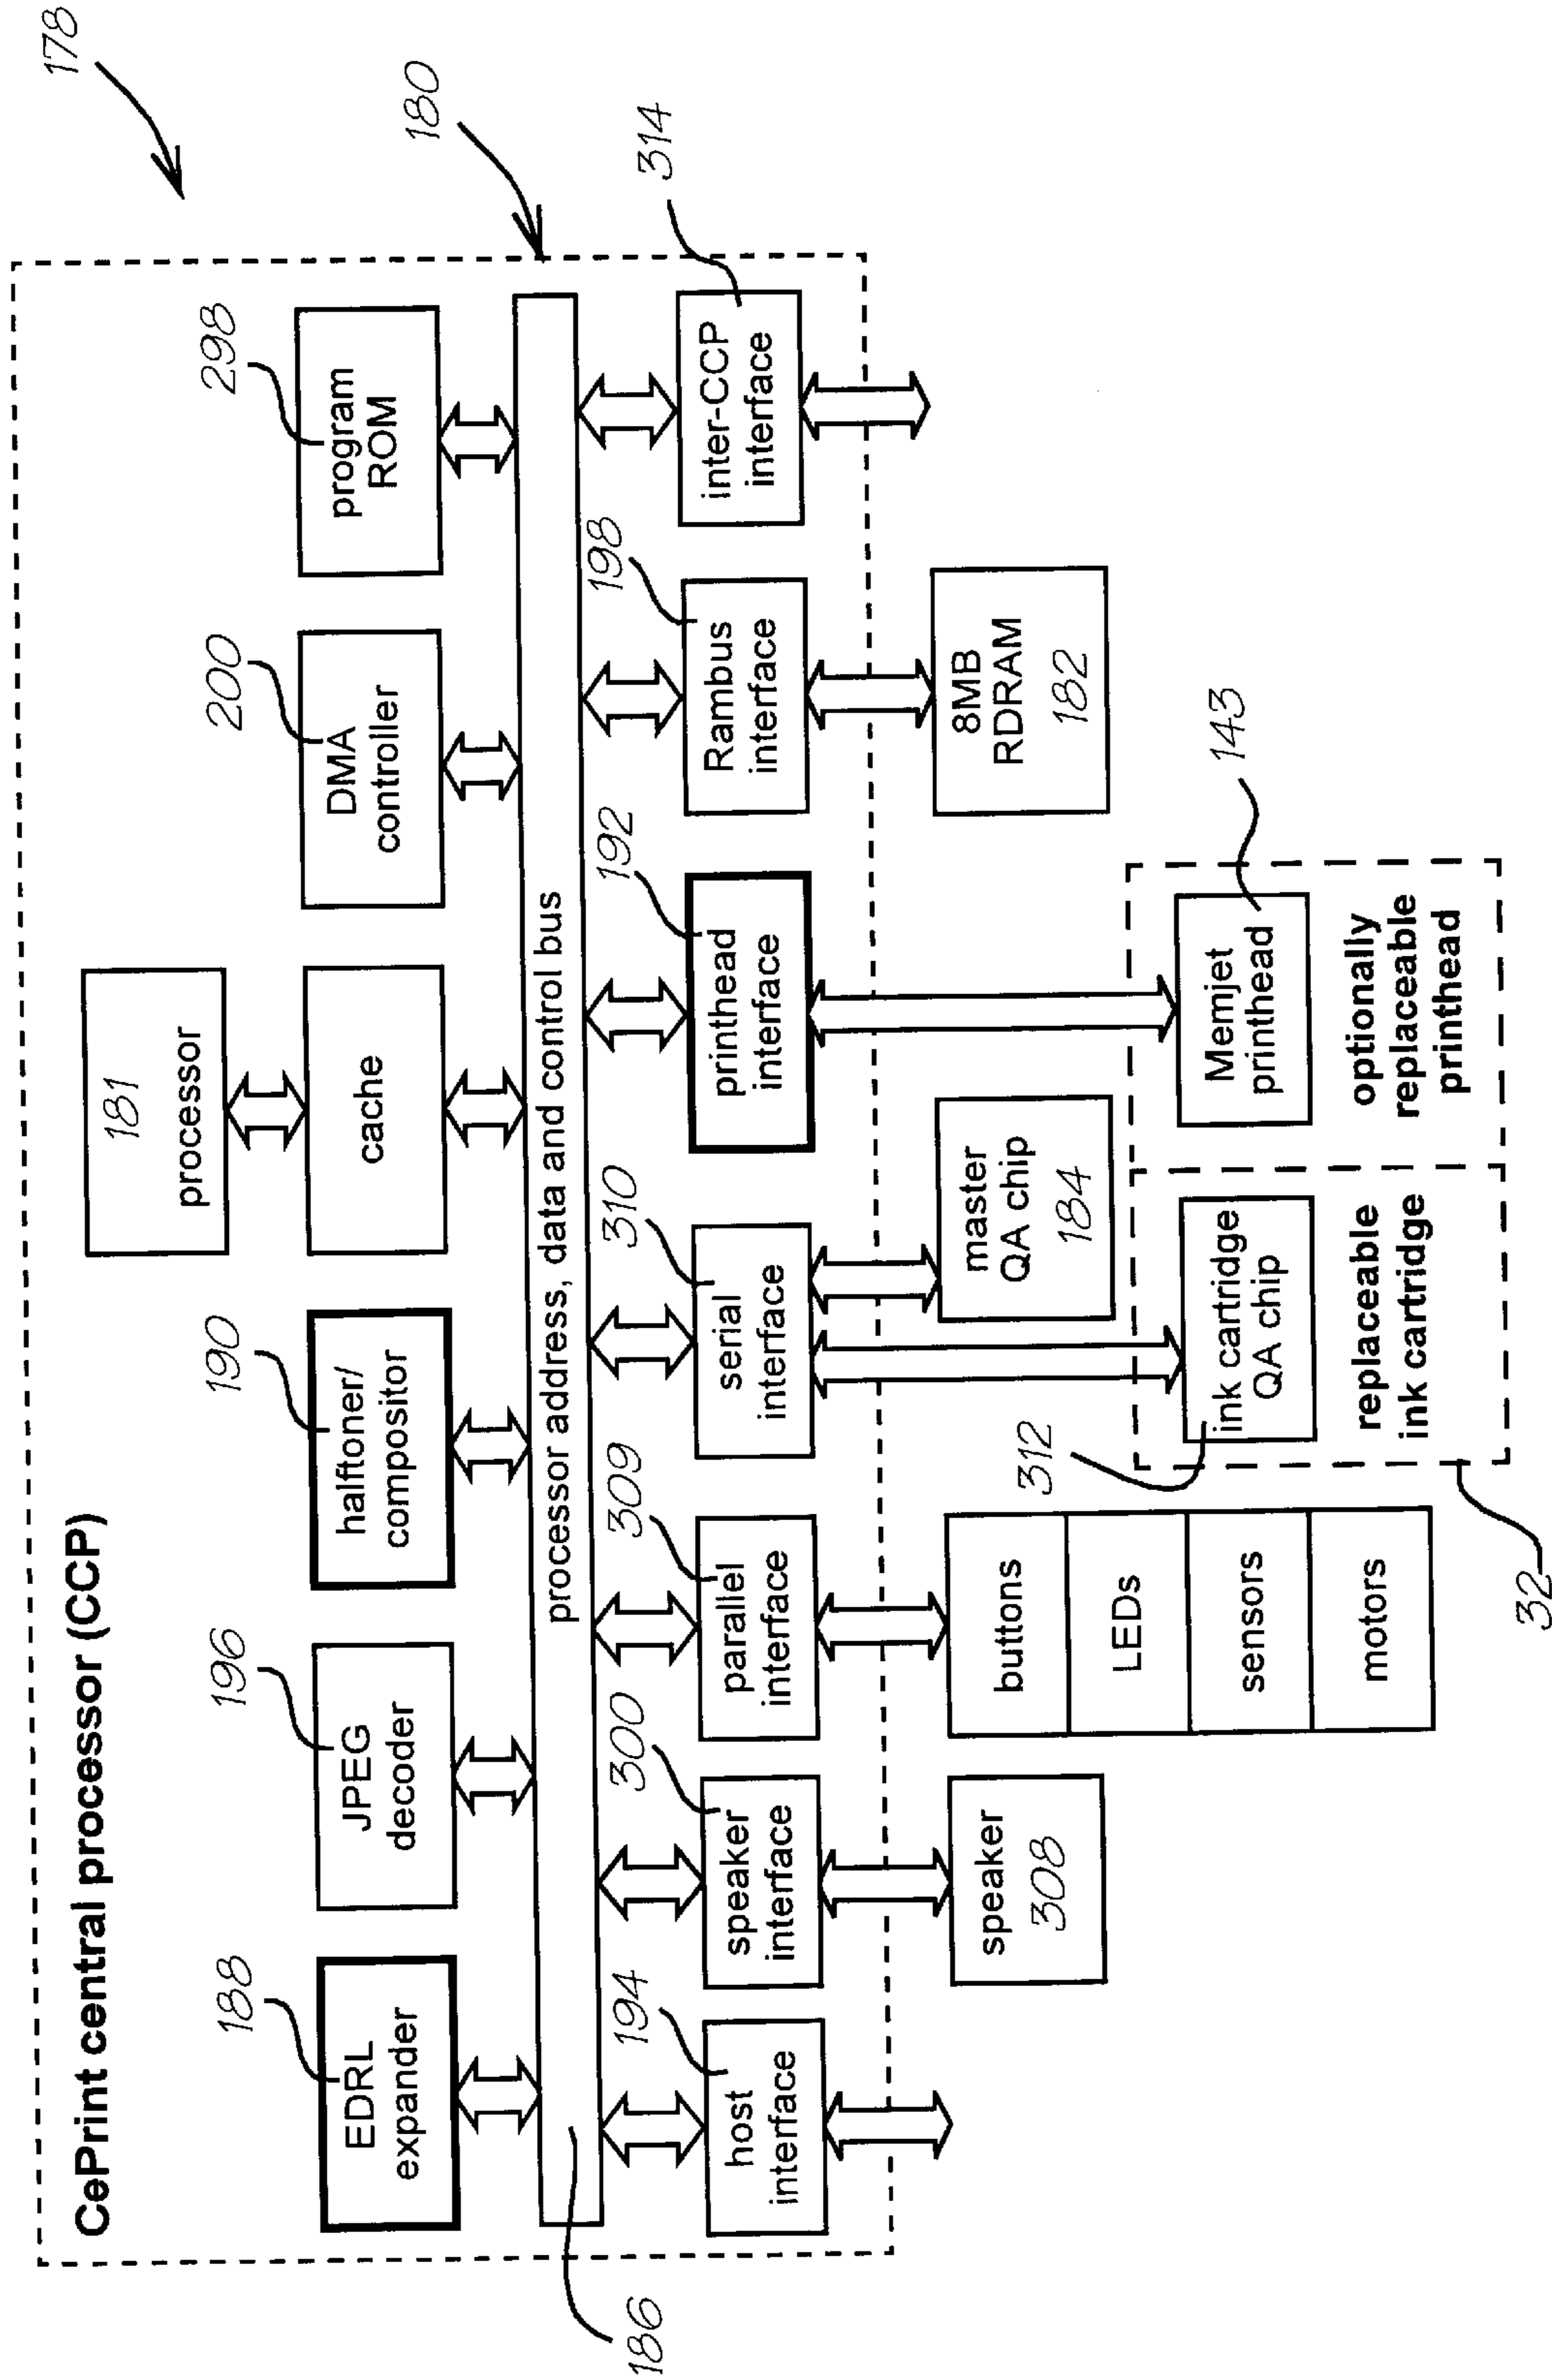 178
CePrint central processor (CCP)
180
181
processor
188
EDRL
expander
196
JPEG
decoder
190
halftoner/
compositor
cache
200
DMA
controller
298
program
ROM
processor address, data and control bus
186
194
host
interface
300
speaker
interface
309
parallel
interface
310
serial
interface
192
printhead
interface
198
Rambus
interface
314
inter-CCP
interface
speaker
308
buttons
LEDs
sensors
motors
master
QA chip
184
8MB
RDRAM
182
312
ink cartridge
QA chip
replaceable
ink cartridge
143
Memjet
printhead
optionally
replaceable
printhead
32